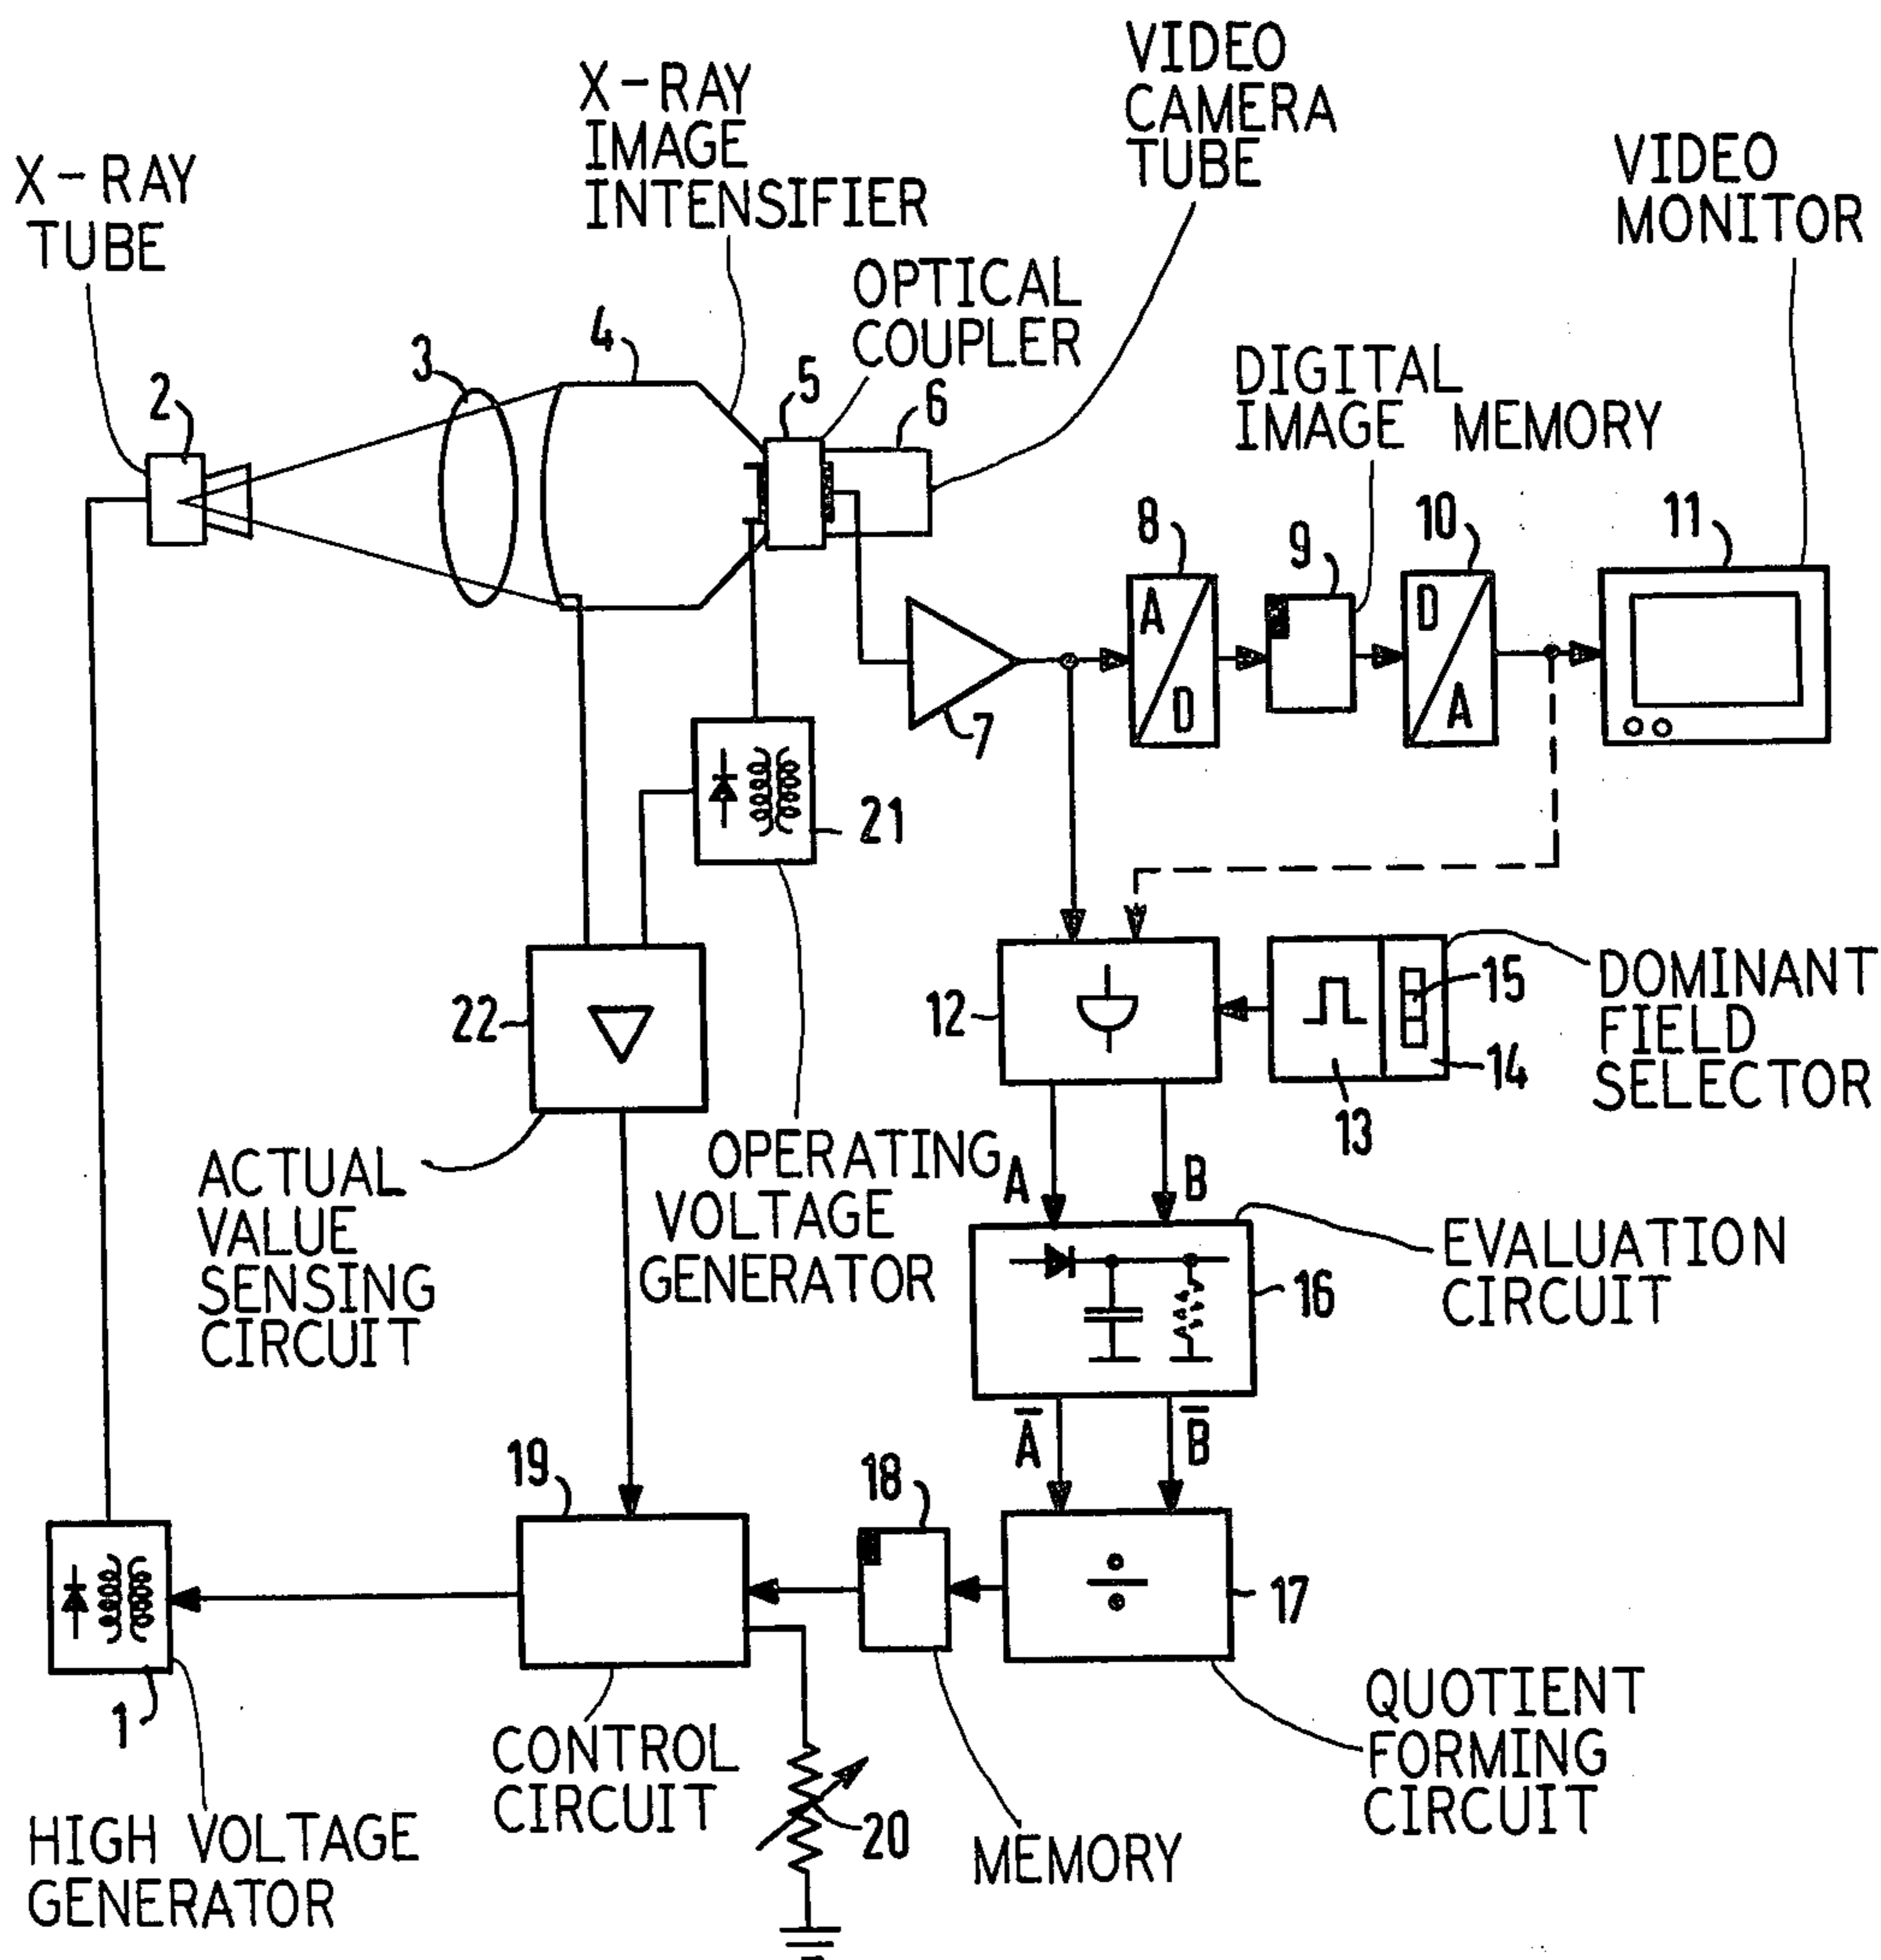 VIDEO
CAMERA
TUBE
X-RAY
IMAGE
INTENSIFIER
VIDEO
MONITOR
X-RAY
TUBE
OPTICAL
COUPLER
DIGITAL
IMAGE MEMORY
2
3
4
5
6
8
9
10
11
A
D
D
A
7
21
22
12
15
14
13
DOMINANT
FIELD
SELECTOR
ACTUAL
VALUE
SENSING
CIRCUIT
OPERATING
VOLTAGE
GENERATOR
A
B
EVALUATION
CIRCUIT
16
A̅
B̅
19
18
17
1
20
CONTROL
CIRCUIT
QUOTIENT
FORMING
CIRCUIT
HIGH VOLTAGE
GENERATOR
MEMORY